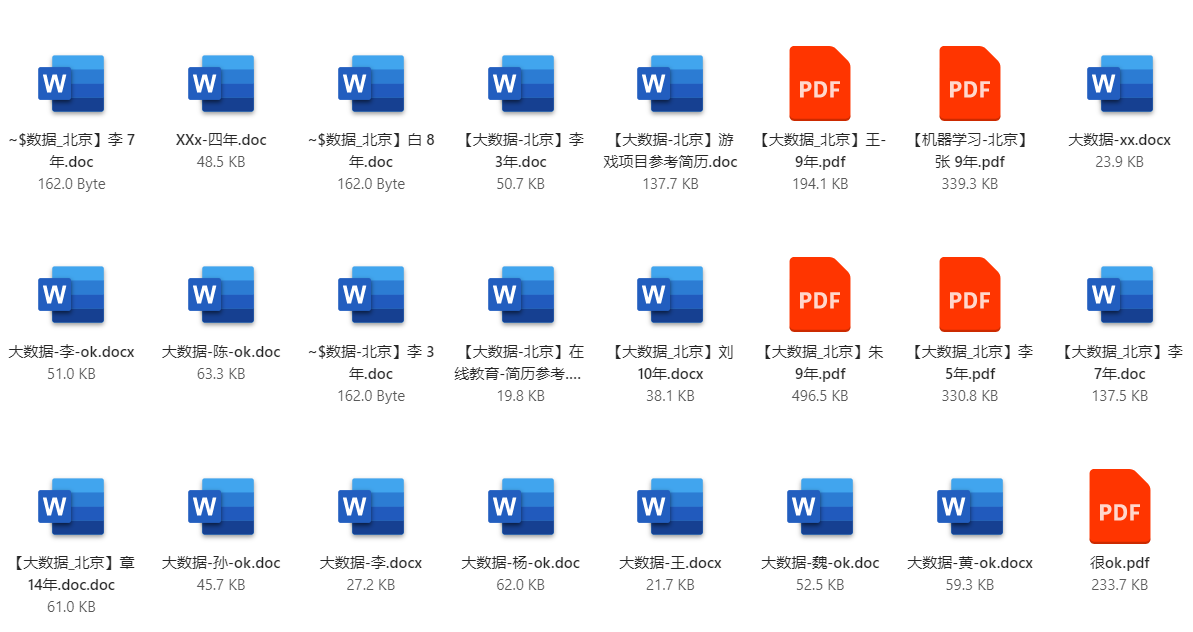 W W W W W PDF PDF W
~$数据_北京】李 7 XXx-四年.doc ~$数据_北京】白 8 【大数据-北京】李 【大数据-北京】游 【大数据_北京】王- 【机器学习-北京】 大数据-xx.docx
年.doc 48.5 KB 年.doc 3年.doc 戏项目参考简历.doc 9年.pdf 张 9年.pdf 23.9 KB
162.0 Byte 162.0 Byte 50.7 KB 137.7 KB 194.1 KB 339.3 KB
W W W W W PDF PDF W
大数据-李-ok.docx 大数据-陈-ok.doc ~$数据-北京】李 3 【大数据-北京】在 【大数据_北京】刘 【大数据_北京】朱 【大数据_北京】李 【大数据_北京】李
51.0 KB 63.3 KB 年.doc 线教育-简历参考.... 10年.docx 9年.pdf 5年.pdf 7年.doc
162.0 Byte 19.8 KB 38.1 KB 496.5 KB 330.8 KB 137.5 KB
W W W W W W W PDF
【大数据_北京】章 大数据-孙-ok.doc 大数据-李.docx 大数据-杨-ok.doc 大数据-王.docx 大数据-魏-ok.doc 大数据-黄-ok.docx 很ok.pdf
14年.doc.doc 45.7 KB 27.2 KB 62.0 KB 21.7 KB 52.5 KB 59.3 KB 233.7 KB
61.0 KB